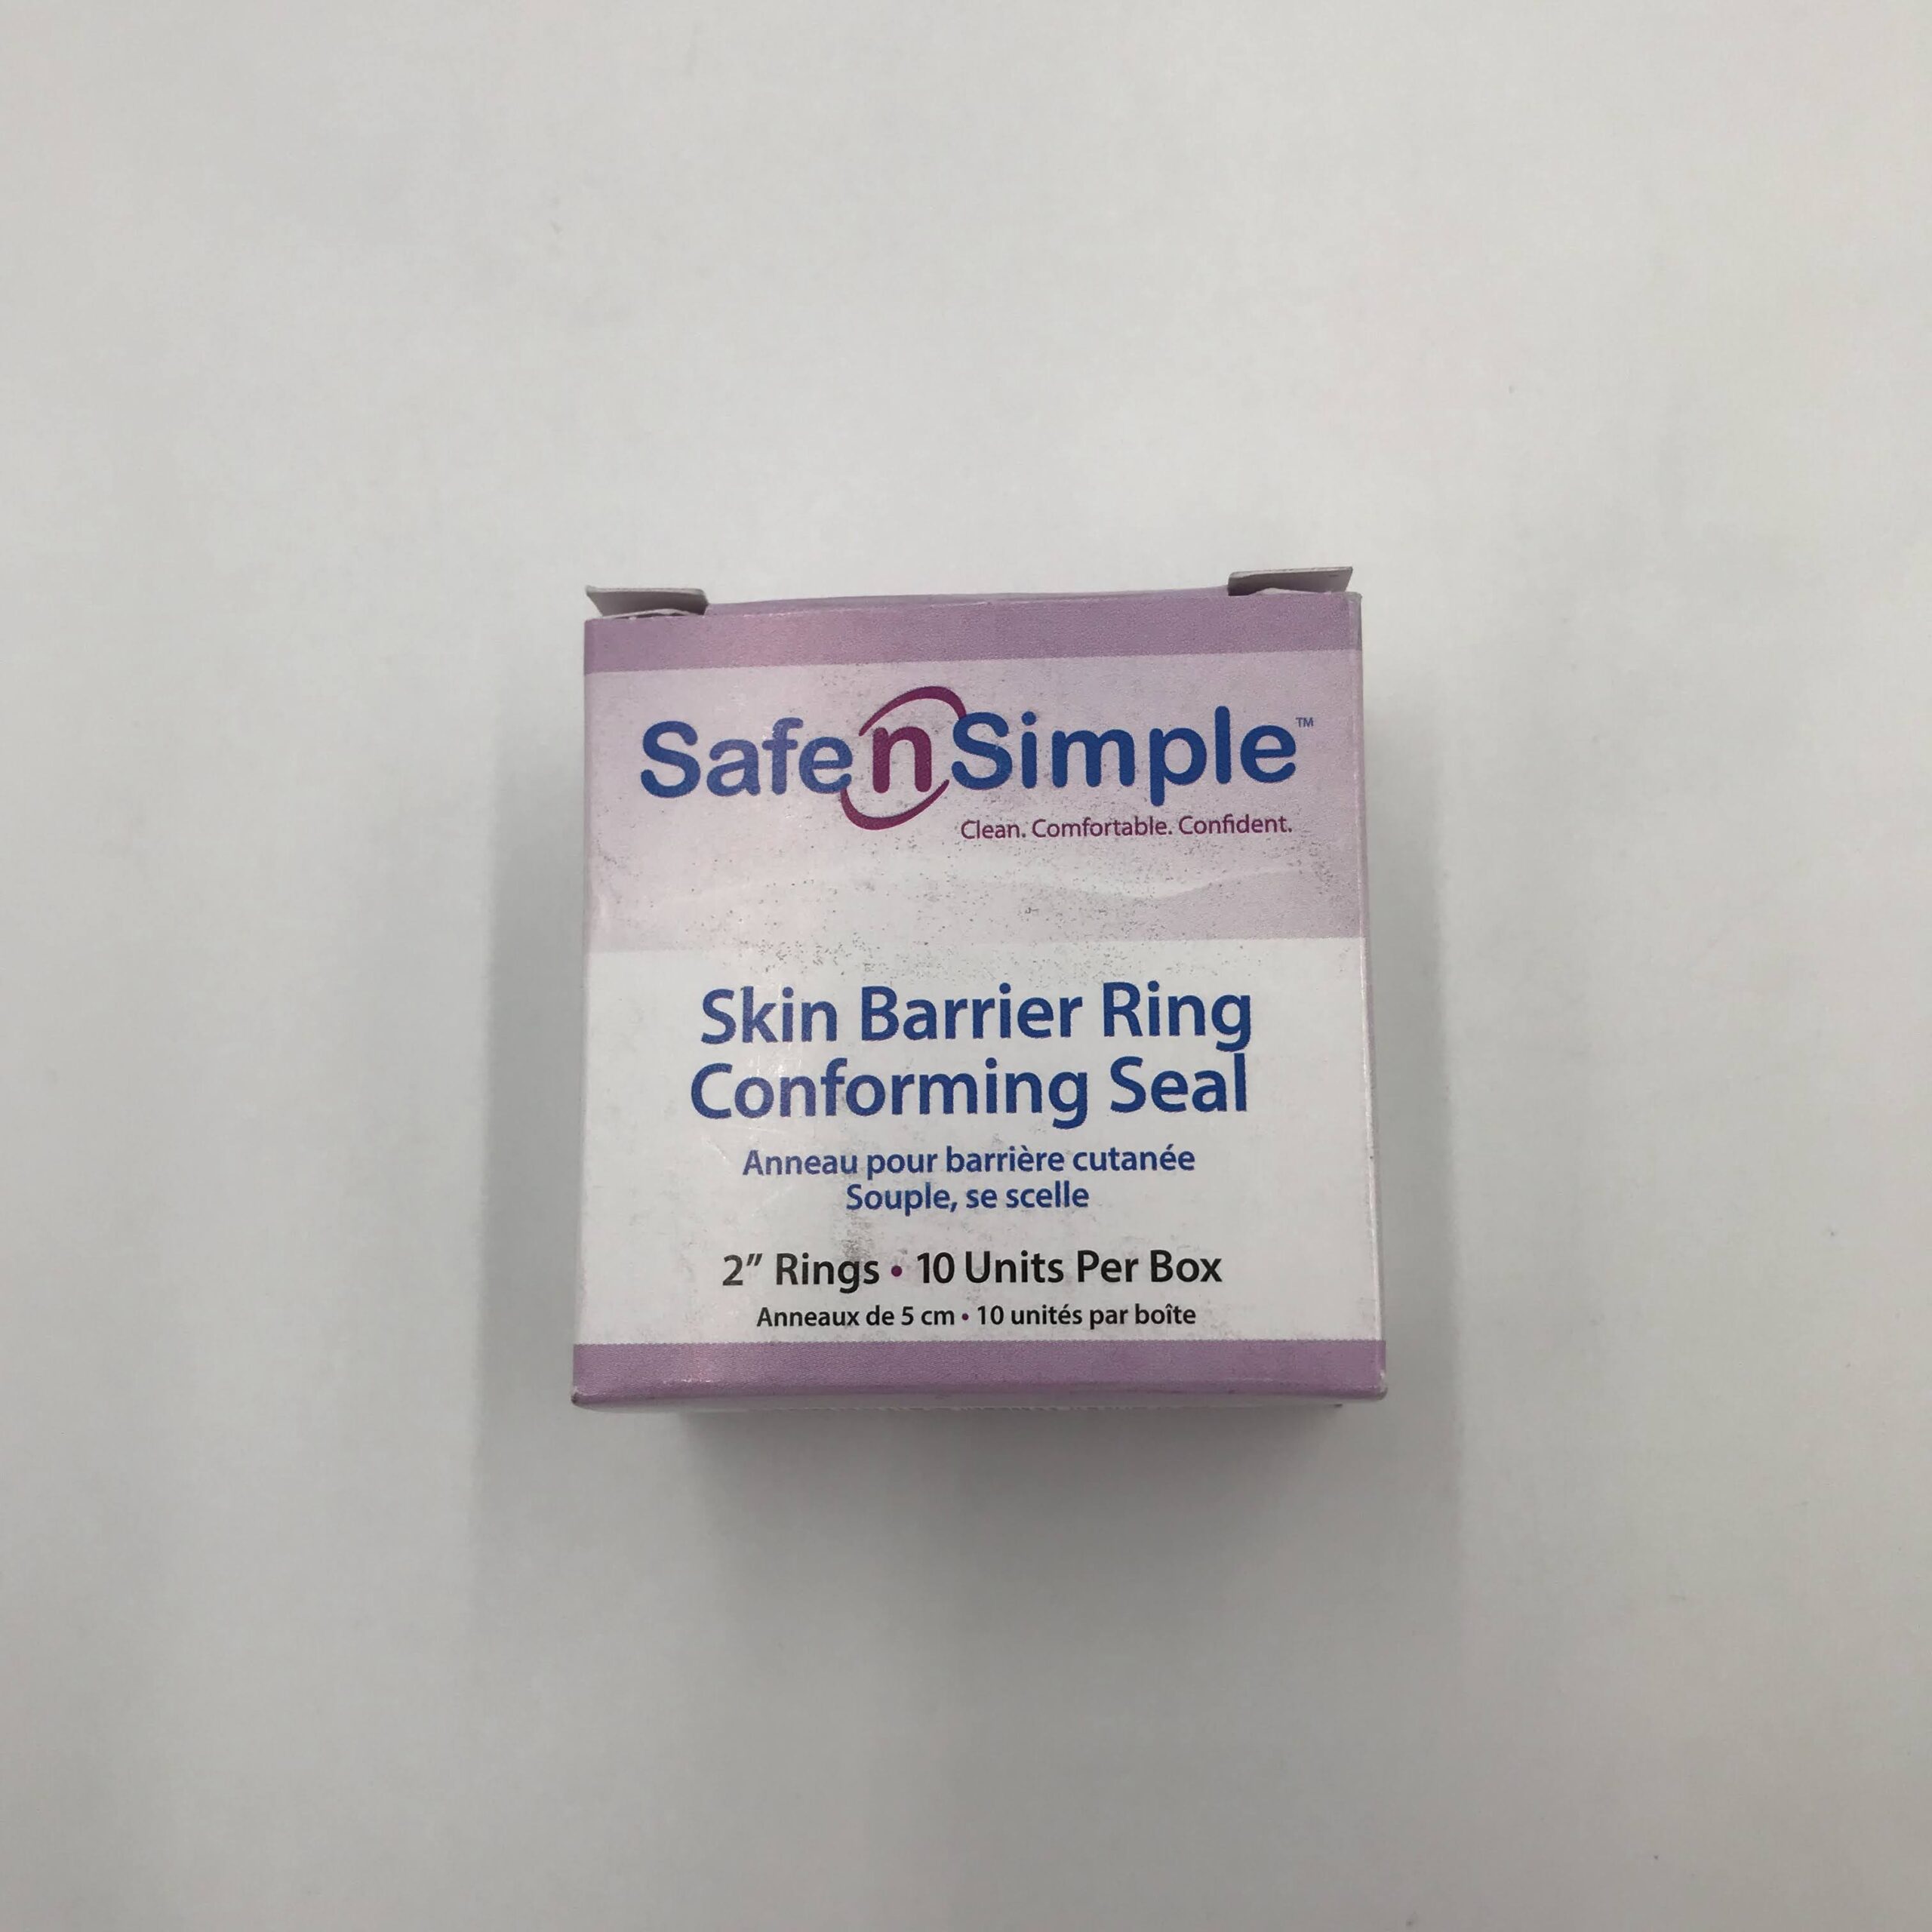 Safe n Simple™
Clean. Comfortable. Confident.
Skin Barrier Ring
Conforming Seal
Anneau pour barrière cutanée
Souple, se scelle
2” Rings • 10 Units Per Box
Anneaux de 5 cm • 10 unités par boîte